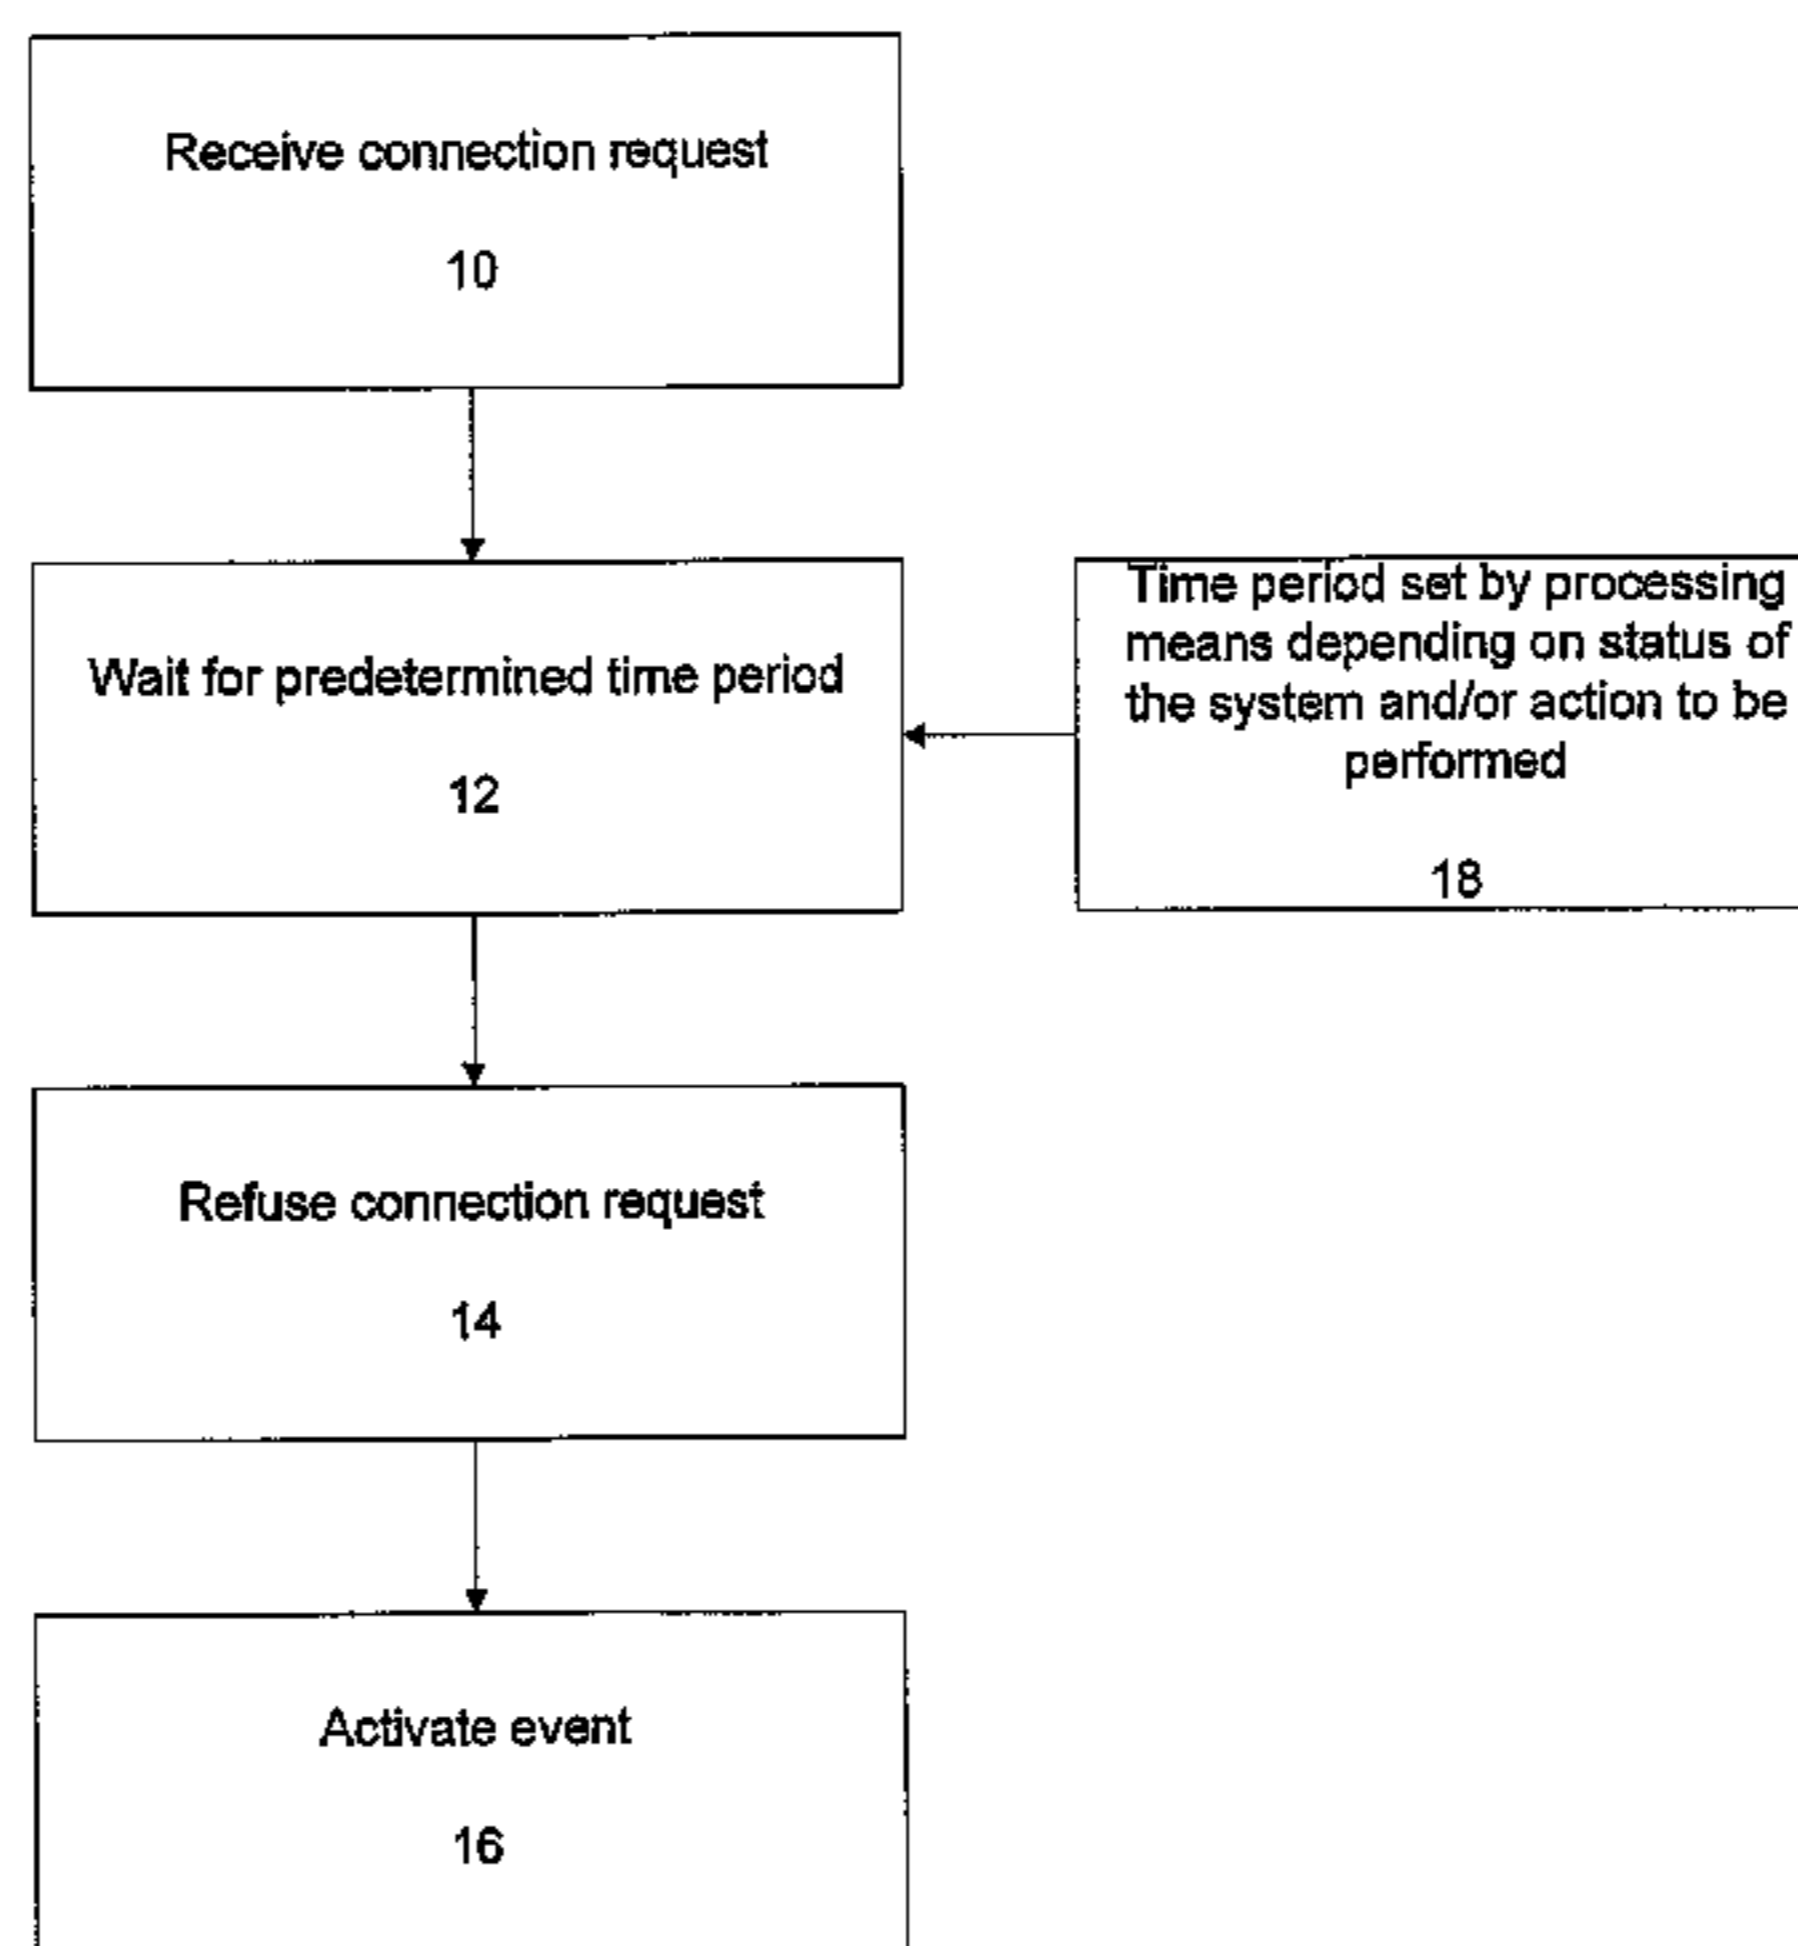 Receive connection request
10
Wait for predetermined time period
12
Time period set by processing
means depending on status of
the system and/or action to be
performed
18
Refuse connection request
14
Activate event
16